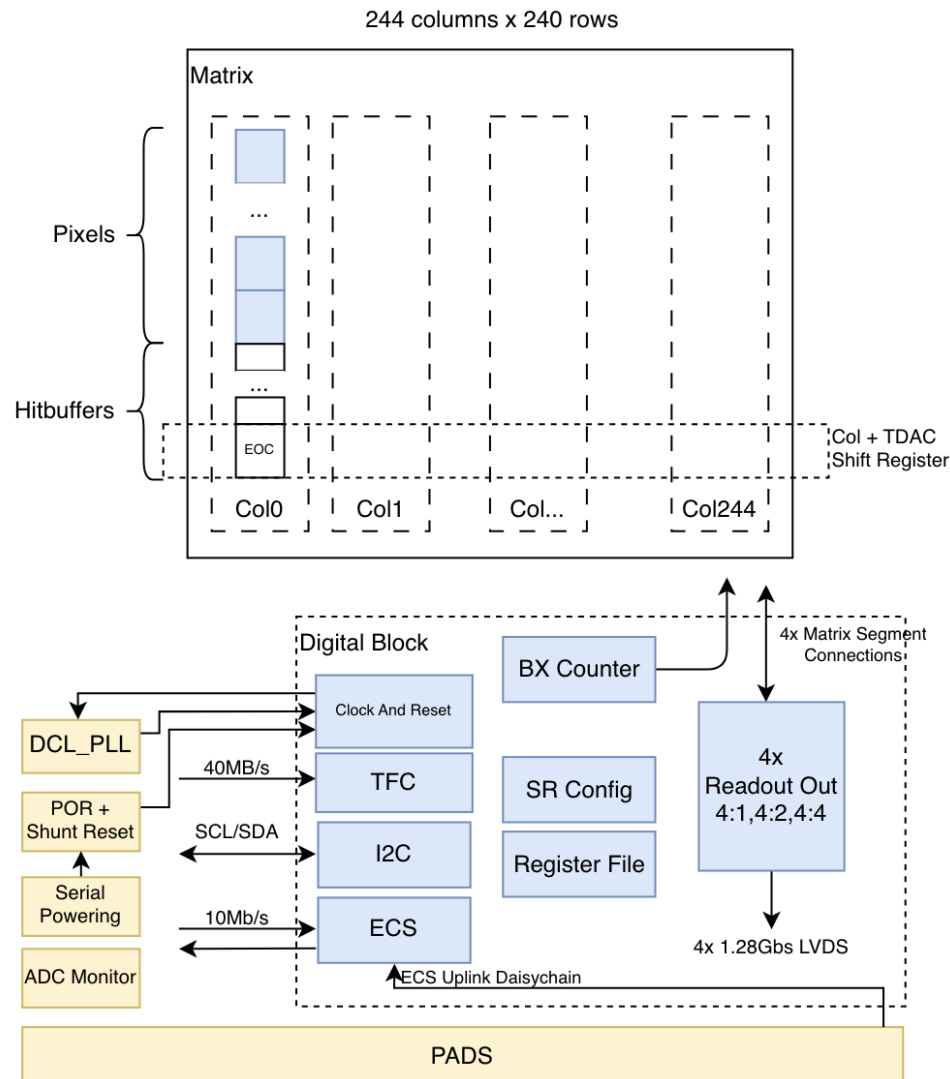 244 columns x 240 rows
Matrix
Pixels
...
Hitbuffers
...
EOC
Col + TDAC
Shift Register
Col0
Col1
Col...
Col244
Digital Block
BX Counter
4x Matrix Segment
Connections
Clock And Reset
DCL_PLL
40MB/s
TFC
4x
Readout Out
4:1,4:2,4:4
POR +
Shunt Reset
SR Config
SCL/SDA
I2C
Register File
Serial
Powering
10Mb/s
ECS
4x 1.28Gbs LVDS
ADC Monitor
ECS Uplink Daisychain
PADS